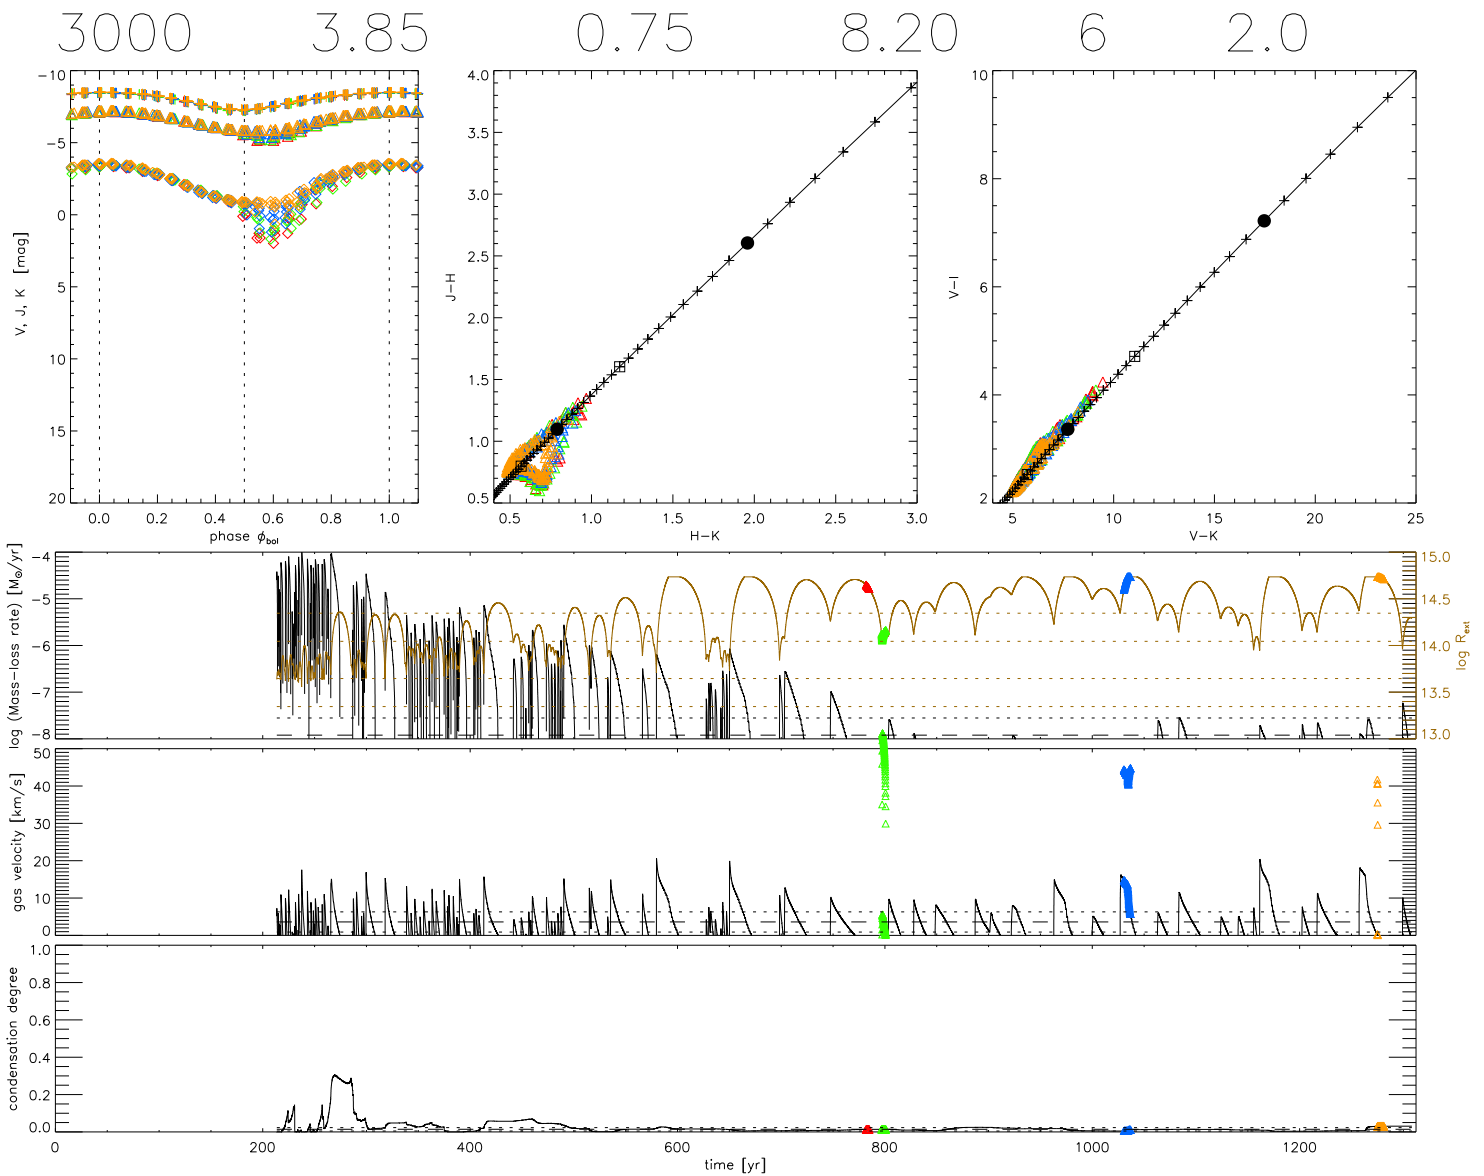 3000 3.85 0.75 8.20 6 2.0
V, J, K [mag]
-10
-5
0
5
10
15
20
0.0 0.2 0.4 0.6 0.8 1.0
phase ϕbol
J-H
4.0
3.5
3.0
2.5
2.0
1.5
1.0
0.5
0.5 1.0 1.5 2.0 2.5 3.0
H-K
V-I
10
8
6
4
2
5 10 15 20 25
V-K
log (Mass-loss rate) [M⊙/yr]
-4
-5
-6
-7
-8
15.0
14.5
14.0
13.5
13.0
log Rext
gas velocity [km/s]
50
40
30
20
10
0
condensation degree
1.0
0.8
0.6
0.4
0.2
0.0
0 200 400 600 800 1000 1200
time [yr]